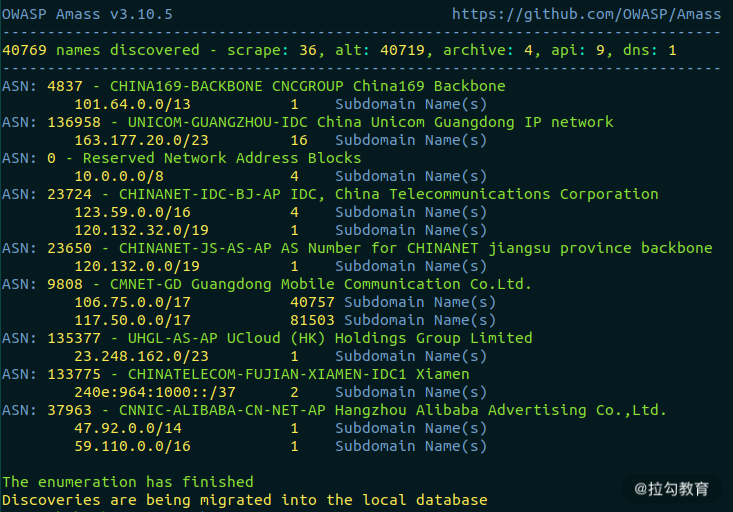 OWASP Amass v3.10.5 https://github.com/OWASP/Amass
--------------------------------------------------------------------------------
40769 names discovered - scrape: 36, alt: 40719, archive: 4, api: 9, dns: 1
--------------------------------------------------------------------------------
ASN: 4837 - CHINA169-BACKBONE CNCGROUP China169 Backbone
101.64.0.0/13 1 Subdomain Name(s)
ASN: 136958 - UNICOM-GUANGZHOU-IDC China Unicom Guangdong IP network
163.177.20.0/23 16 Subdomain Name(s)
ASN: 0 - Reserved Network Address Blocks
10.0.0.0/8 4 Subdomain Name(s)
ASN: 23724 - CHINANET-IDC-BJ-AP IDC, China Telecommunications Corporation
123.59.0.0/16 4 Subdomain Name(s)
120.132.32.0/19 1 Subdomain Name(s)
ASN: 23650 - CHINANET-JS-AS-AP AS Number for CHINANET jiangsu province backbone
120.132.0.0/19 1 Subdomain Name(s)
ASN: 9808 - CMNET-GD Guangdong Mobile Communication Co.Ltd.
106.75.0.0/17 40757 Subdomain Name(s)
117.50.0.0/17 81503 Subdomain Name(s)
ASN: 135377 - UHGL-AS-AP UCloud (HK) Holdings Group Limited
23.248.162.0/23 1 Subdomain Name(s)
ASN: 133775 - CHINATELECOM-FUJIAN-XIAMEN-IDC1 Xiamen
240e:964:1000::/37 2 Subdomain Name(s)
ASN: 37963 - CNNIC-ALIBABA-CN-NET-AP Hangzhou Alibaba Advertising Co.,Ltd.
47.92.0.0/14 1 Subdomain Name(s)
59.110.0.0/16 1 Subdomain Name(s)
The enumeration has finished
Discoveries are being migrated into the local database
@拉勾教育